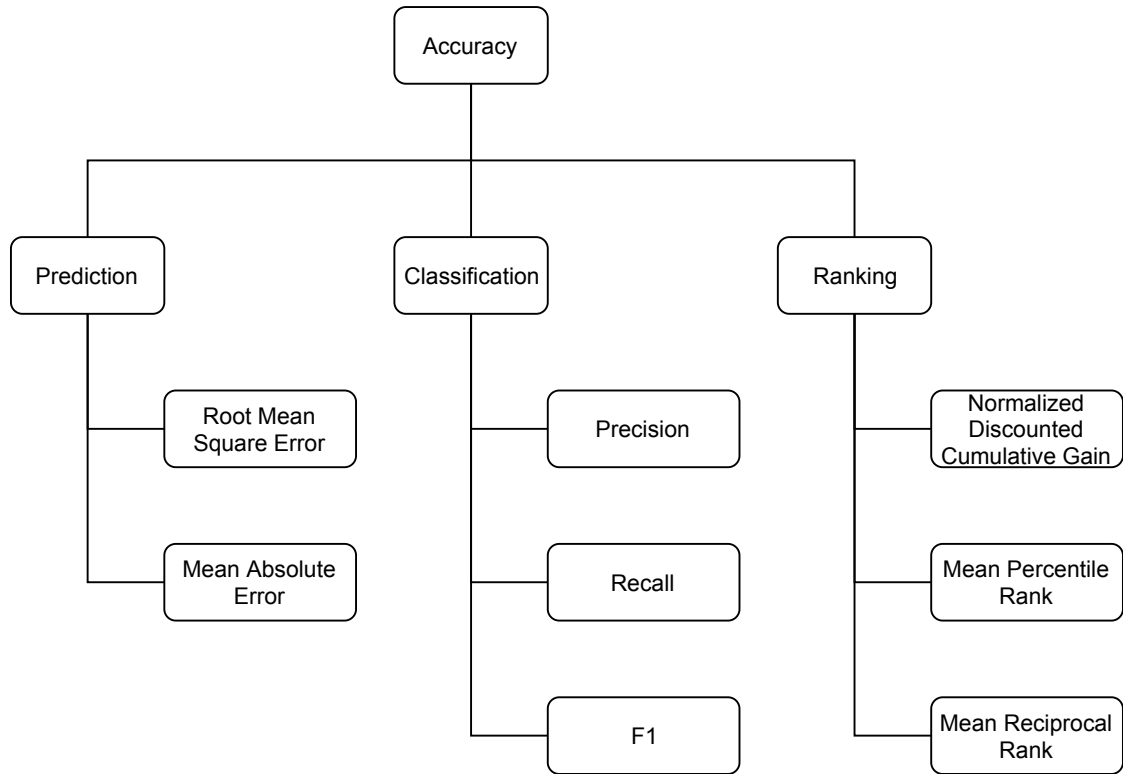 Accuracy
Prediction
Classification
Ranking
Root Mean
Square Error
Precision
Normalized
Discounted
Cumulative Gain
Mean Absolute
Error
Recall
Mean Percentile
Rank
F1
Mean Reciprocal
Rank